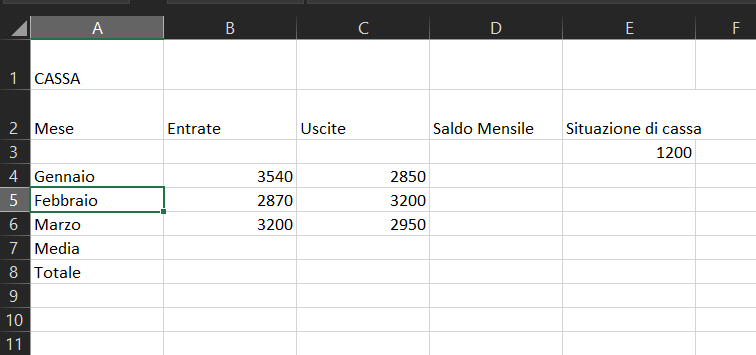 A B C D E F
1 CASSA
2 Mese Entrate Uscite Saldo Mensile Situazione di cassa
3 1200
4 Gennaio 3540 2850
5 Febbraio 2870 3200
6 Marzo 3200 2950
7 Media
8 Totale
9
10
11